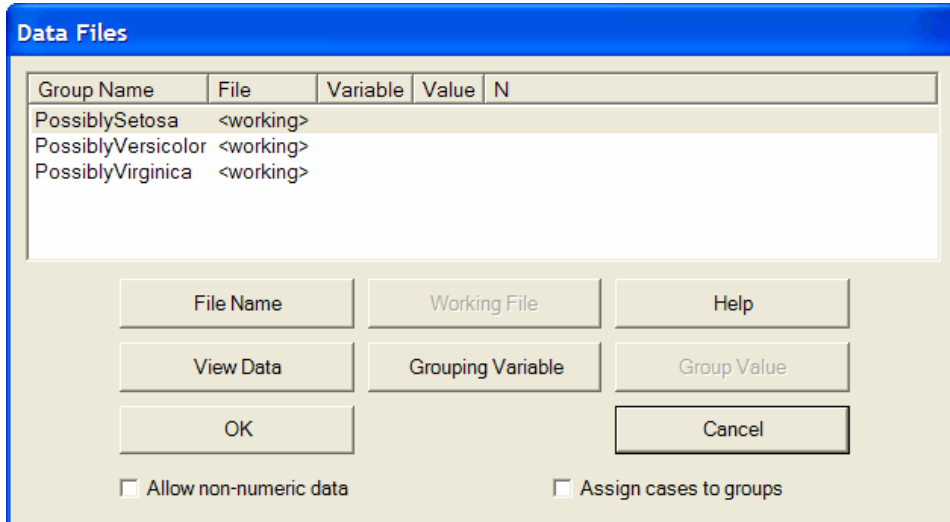 Data Files
Group Name File Variable Value N
PossiblySetosa <working>
PossiblyVersicolor <working>
PossiblyVirginica <working>
File Name Working File Help
View Data Grouping Variable Group Value
OK Cancel
Allow non-numeric data Assign cases to groups